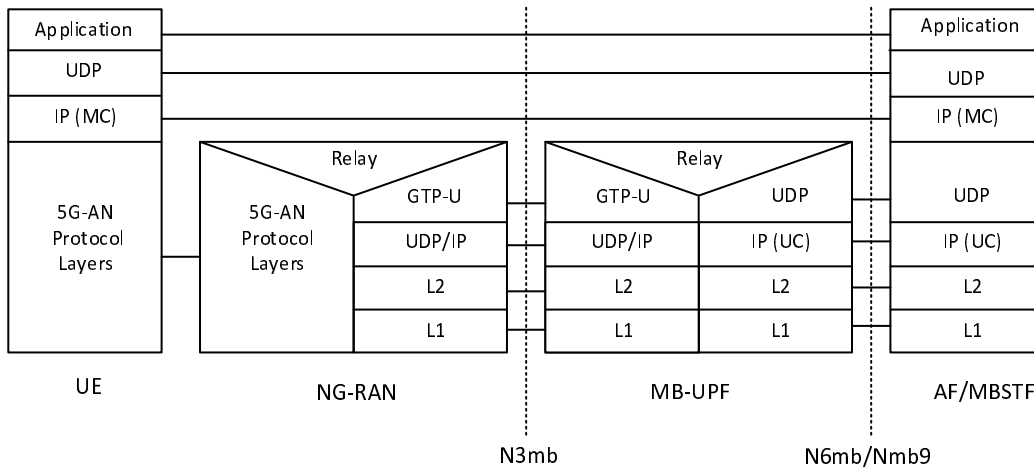 Application
UDP
IP (MC)
5G-AN
Protocol
Layers
UE
Relay
5G-AN
Protocol
Layers
GTP-U
UDP/IP
L2
L1
NG-RAN
N3mb
Relay
GTP-U
UDP/IP
L2
L1
UDP
IP (UC)
L2
L1
MB-UPF
N6mb/Nmb9
Application
UDP
IP (MC)
UDP
IP (UC)
L2
L1
AF/MBSTF